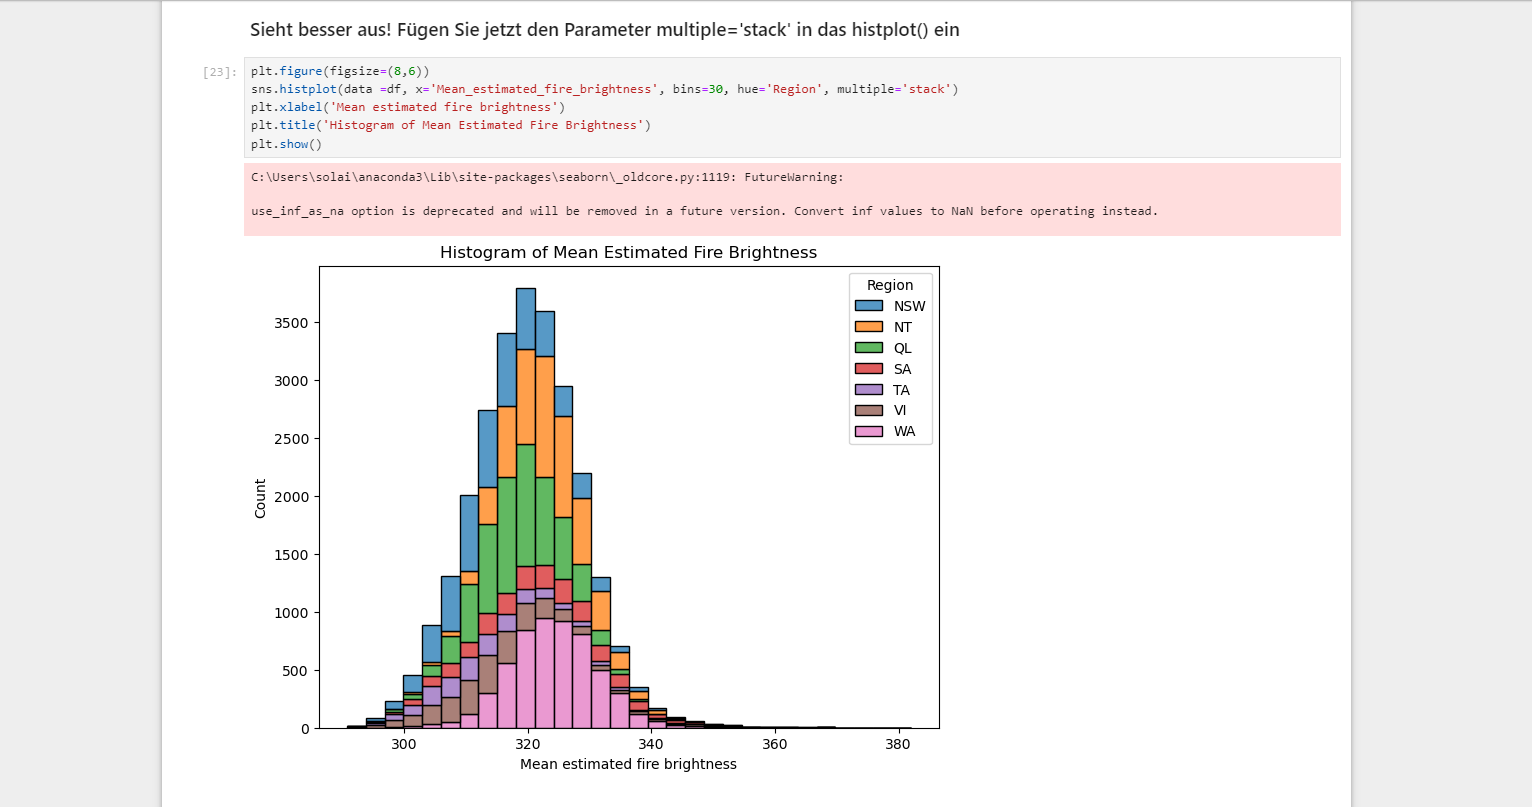 Sieht besser aus! Fügen Sie jetzt den Parameter multiple='stack' in das histplot() ein
[23]:
plt.figure(figsize=(8,6))
sns.histplot(data =df, x='Mean_estimated_fire_brightness', bins=30, hue='Region', multiple='stack')
plt.xlabel('Mean estimated fire brightness')
plt.title('Histogram of Mean Estimated Fire Brightness')
plt.show()
C:\Users\solai\anaconda3\Lib\site-packages\seaborn\_oldcore.py:1119: FutureWarning:
use_inf_as_na option is deprecated and will be removed in a future version. Convert inf values to NaN before operating instead.
Histogram of Mean Estimated Fire Brightness
Region
NSW
NT
QL
SA
TA
VI
WA
3500
3000
2500
2000
1500
1000
500
0
Count
300 320 340 360 380
Mean estimated fire brightness